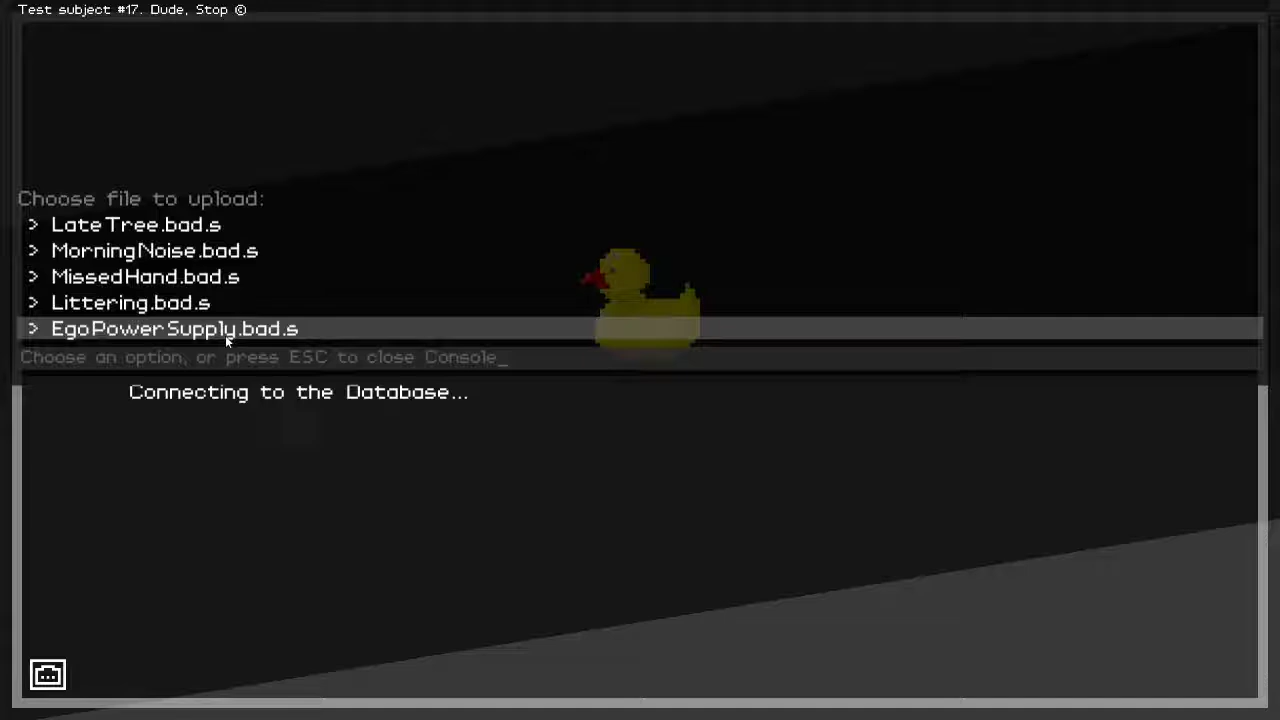 Test subject #17. Dude, Stop ©
Choose file to upload:
> LateTree.bad.s
> MorningNoise.bad.s
> MissedHand.bad.s
> Littering.bad.s
> EgoPowerSupply.bad.s
Choose an option, or press ESC to close Console_
Connecting to the Database...